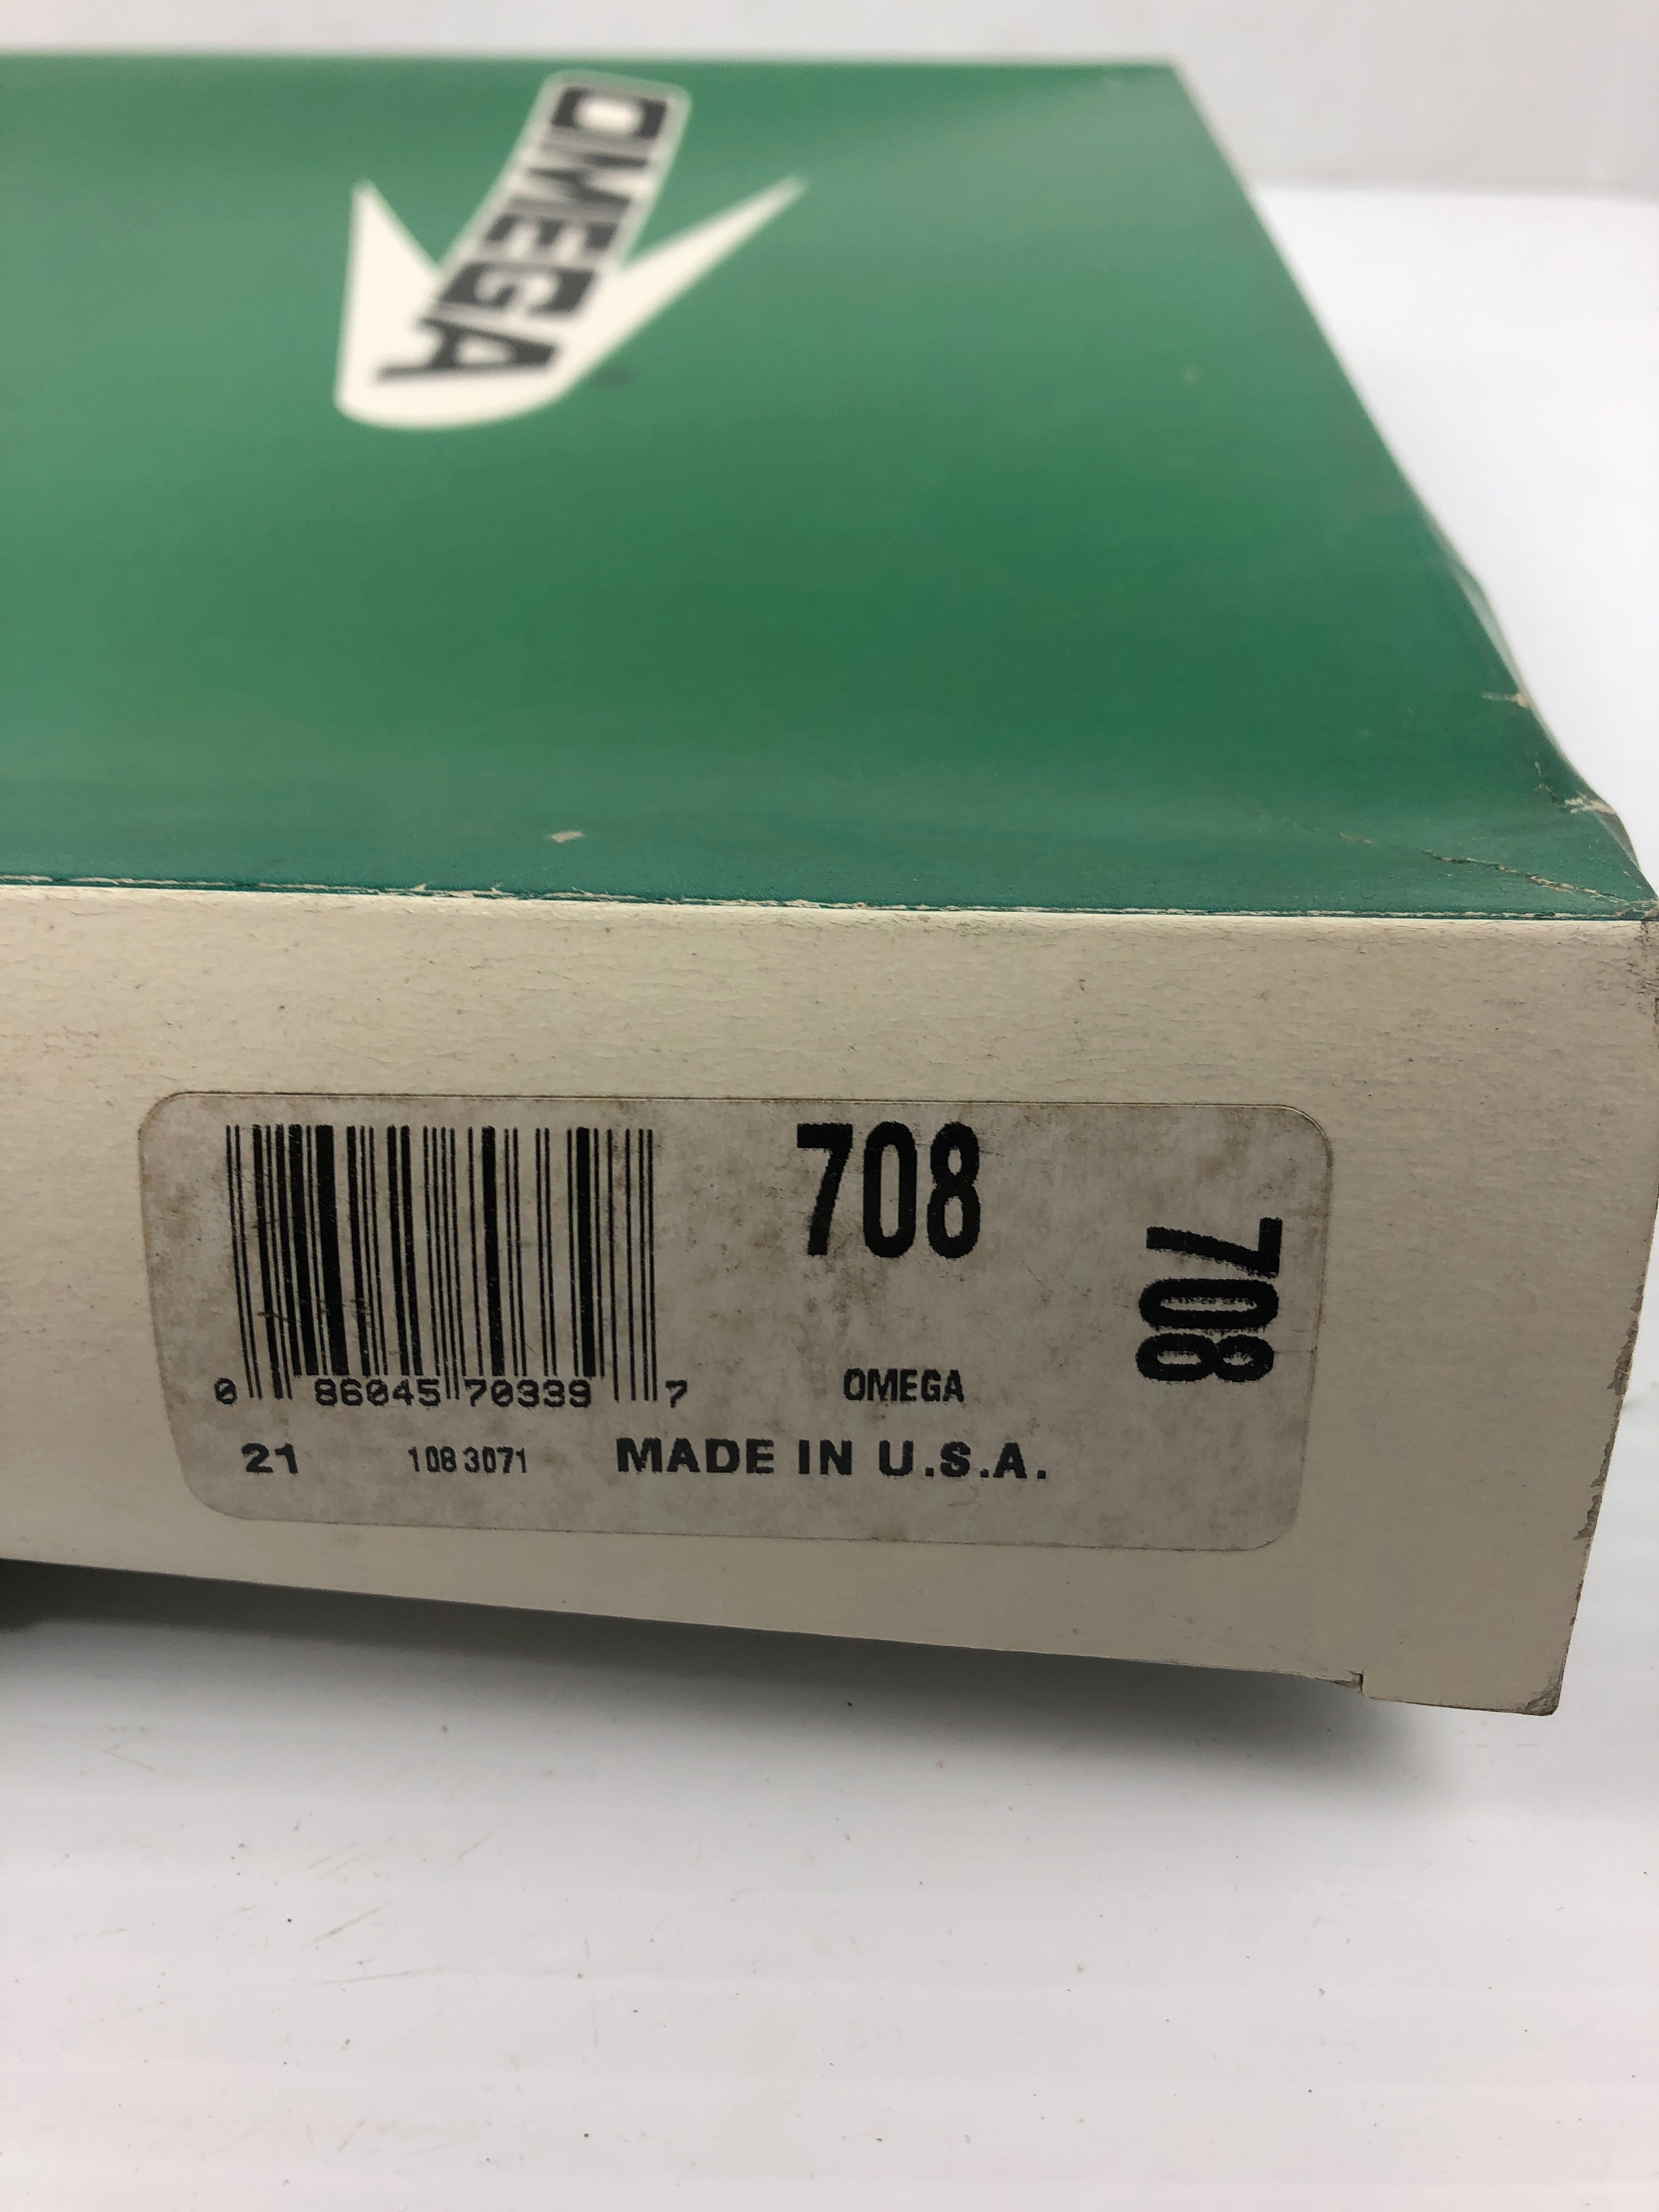 OMEGA
708
708
0 86045 70339 7
OMEGA
21 108 3071 MADE IN U.S.A.